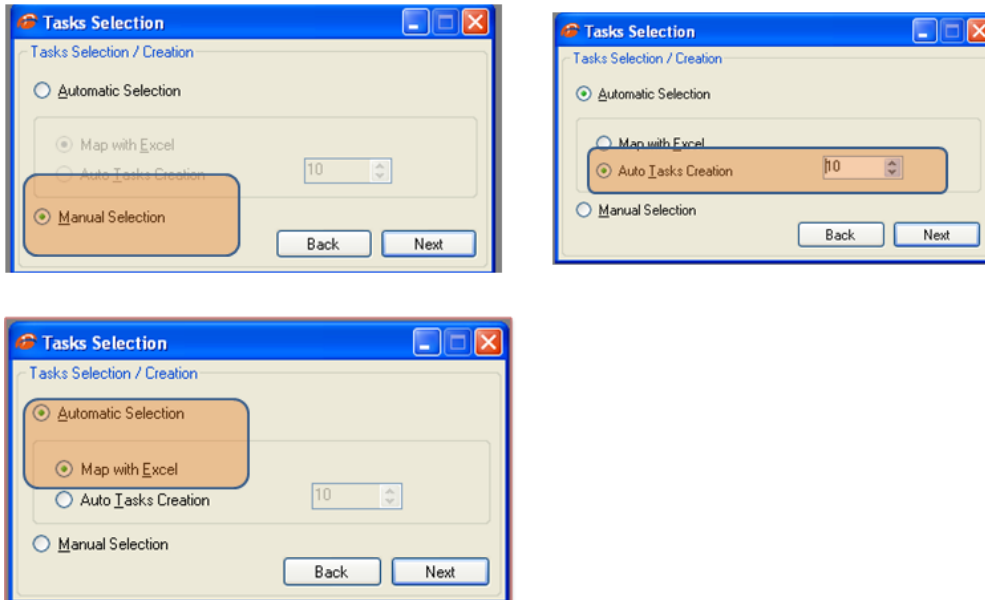 Tasks Selection
Tasks Selection / Creation
Automatic Selection
Map with Excel
Auto Tasks Creation 10
Manual Selection
Back Next
Tasks Selection
Tasks Selection / Creation
Automatic Selection
Map with Excel
Auto Tasks Creation 10
Manual Selection
Back Next
Tasks Selection
Tasks Selection / Creation
Automatic Selection
Map with Excel
Auto Tasks Creation 10
Manual Selection
Back Next